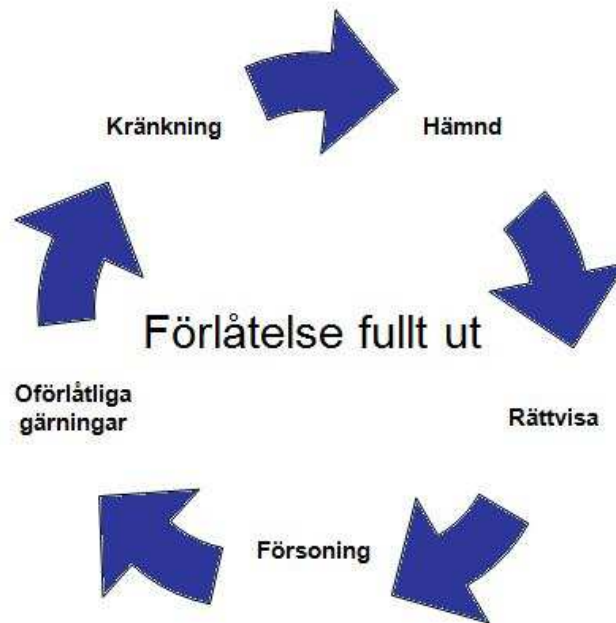 Kränkning
Hämnd
Förlåtelse fullt ut
Oförlåtliga
gärningar
Rättvisa
Försoning